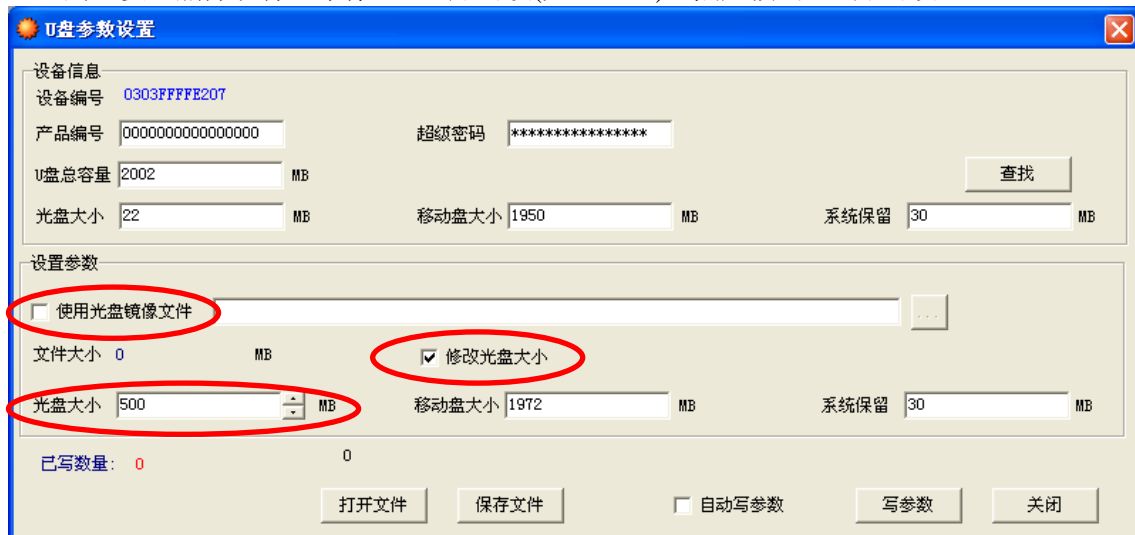 U盘参数设置
设备信息
设备编号 0303FFFFE207
产品编号 0000000000000000 超级密码 ****************
U盘总容量 2002 MB
查找
光盘大小 22 MB 移动盘大小 1950 MB 系统保留 30 MB
设置参数
使用光盘镜像文件 ...
文件大小 0 MB 修改光盘大小
光盘大小 500 MB 移动盘大小 1972 MB 系统保留 30 MB
已写数量: 0 0
打开文件 保存文件 自动写参数 写参数 关闭